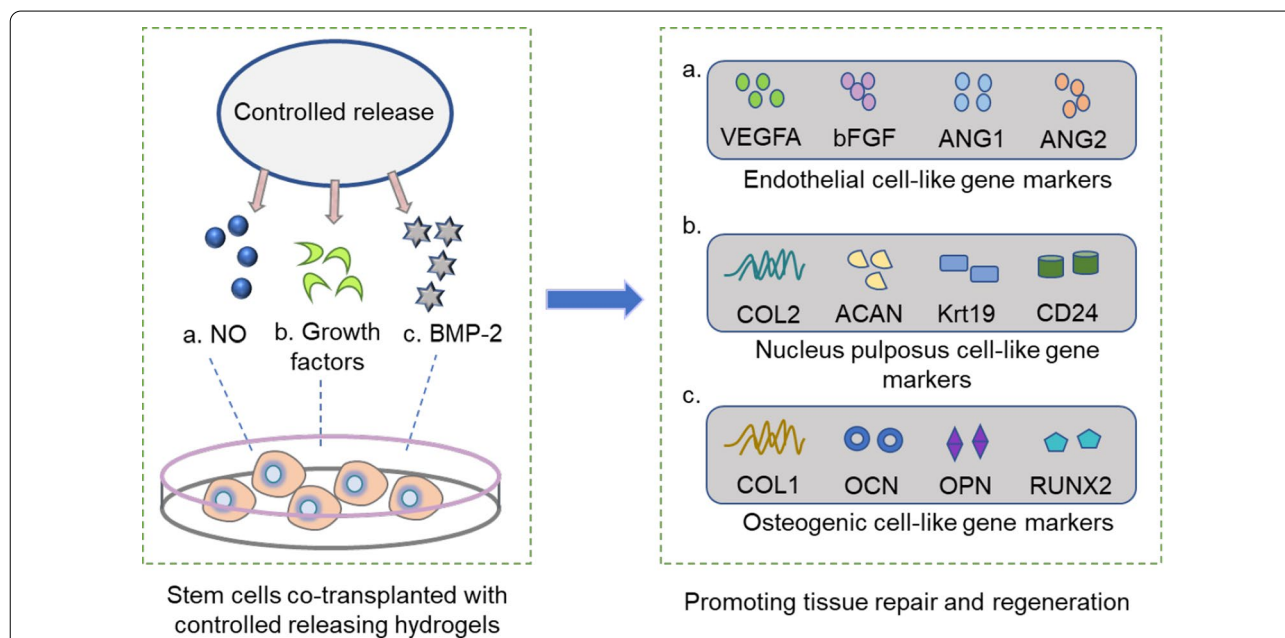 Controlled release
a. NO
b. Growth
factors
c. BMP-2
Stem cells co-transplanted with
controlled releasing hydrogels
a.
VEGFA bFGF ANG1 ANG2
Endothelial cell-like gene markers
b.
COL2 ACAN Krt19 CD24
Nucleus pulposus cell-like gene
markers
c.
COL1 OCN OPN RUNX2
Osteogenic cell-like gene markers
Promoting tissue repair and regeneration